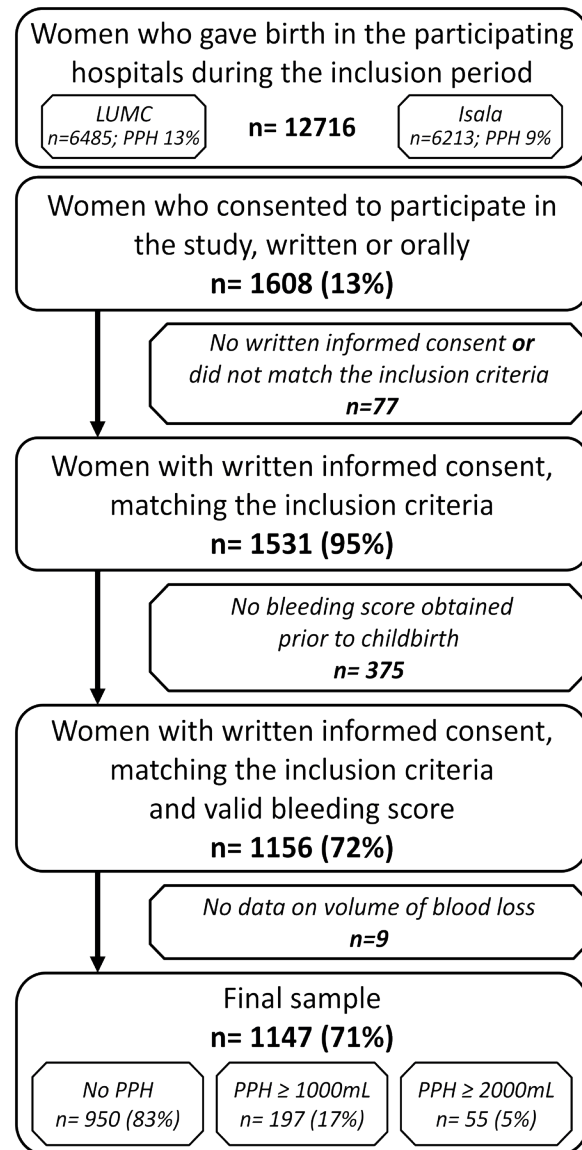 Women who gave birth in the participating
hospitals during the inclusion period
LUMC
n=6485; PPH 13%
n= 12716
Isala
n=6213; PPH 9%
Women who consented to participate in
the study, written or orally
n= 1608 (13%)
No written informed consent or
did not match the inclusion criteria
n=77
Women with written informed consent,
matching the inclusion criteria
n= 1531 (95%)
No bleeding score obtained
prior to childbirth
n= 375
Women with written informed consent,
matching the inclusion criteria
and valid bleeding score
n= 1156 (72%)
No data on volume of blood loss
n=9
Final sample
n= 1147 (71%)
No PPH
n= 950 (83%)
PPH ≥ 1000mL
n= 197 (17%)
PPH ≥ 2000mL
n= 55 (5%)